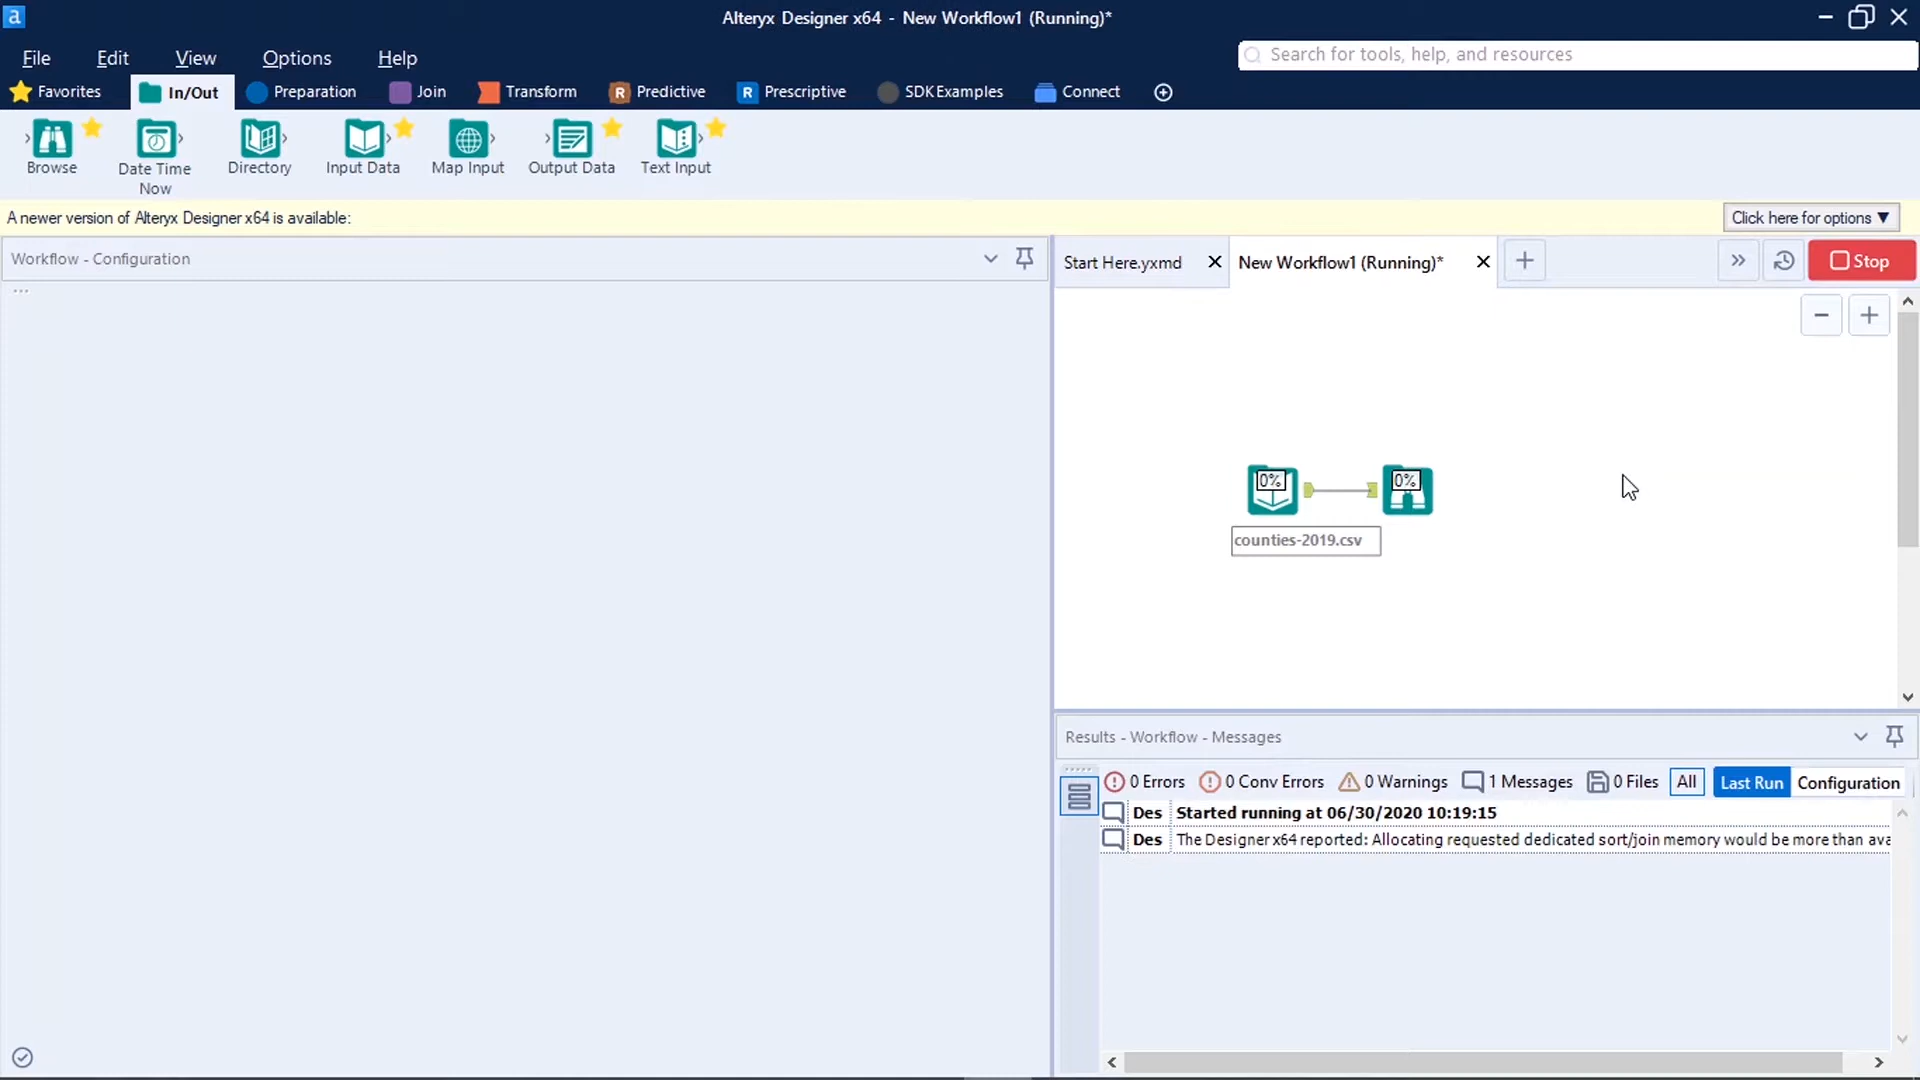 Alteryx Designer x64 - New Workflow1 (Running)*
File Edit View Options Help
Search for tools, help, and resources
Favorites In/Out Preparation Join Transform Predictive Prescriptive SDKExamples Connect
Browse Date Time Now Directory Input Data Map Input Output Data Text Input
A newer version of Alteryx Designer x64 is available:
Click here for options ▼
Workflow - Configuration
Start Here.yxmd New Workflow1 (Running)*
Stop
0% 0%
counties-2019.csv
Results - Workflow - Messages
0 Errors 0 Conv Errors 0 Warnings 1 Messages 0 Files All Last Run Configuration
Des Started running at 06/30/2020 10:19:15
Des The Designer x64 reported: Allocating requested dedicated sort/join memory would be more than ava